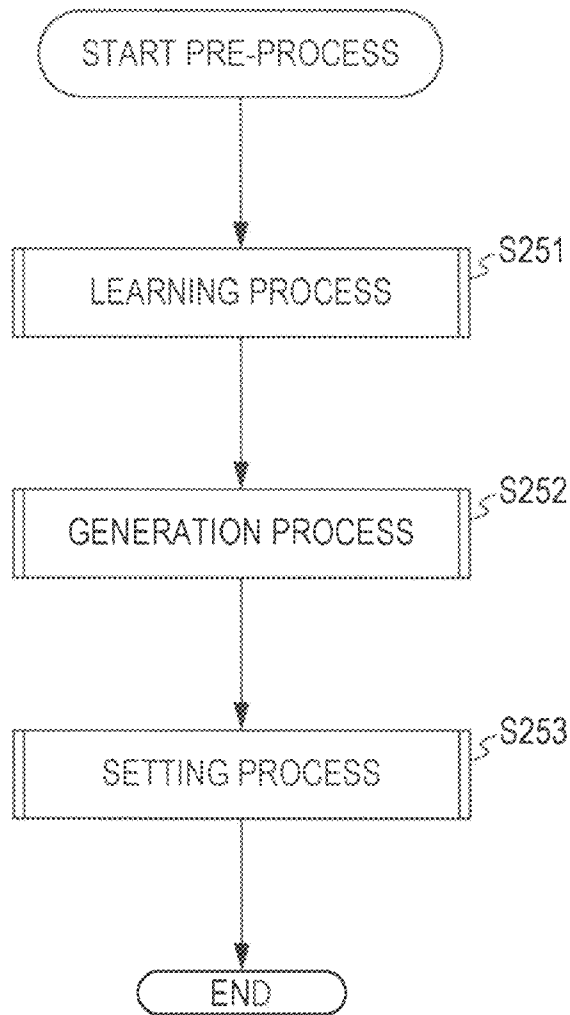 START PRE-PROCESS
S251
LEARNING PROCESS
S252
GENERATION PROCESS
S253
SETTING PROCESS
END